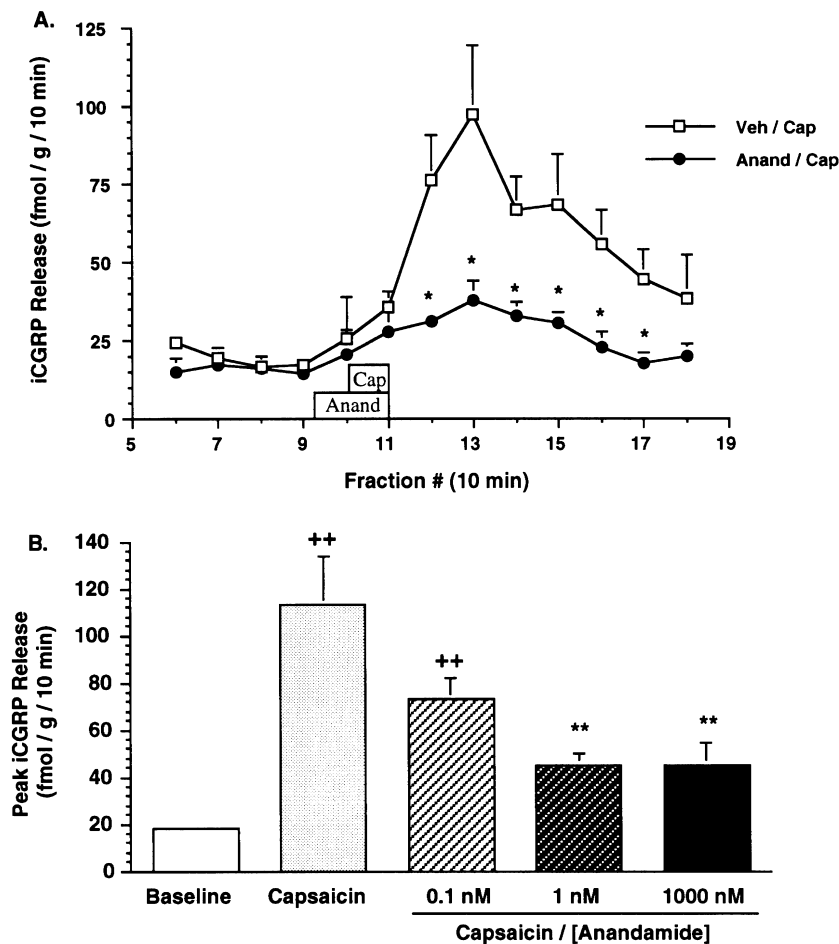 A.
iCGRP Release (fmol / g / 10 min)
125
100
75
50
25
0
Veh / Cap
Anand / Cap
*
*
*
*
*
*
Cap
Anand
5
7
9
11
13
15
17
19
Fraction # (10 min)
B.
Peak iCGRP Release
(fmol / g / 10 min)
140
120
100
80
60
40
20
0
++
++
**
**
Baseline
Capsaicin
0.1 nM
1 nM
1000 nM
Capsaicin / [Anandamide]